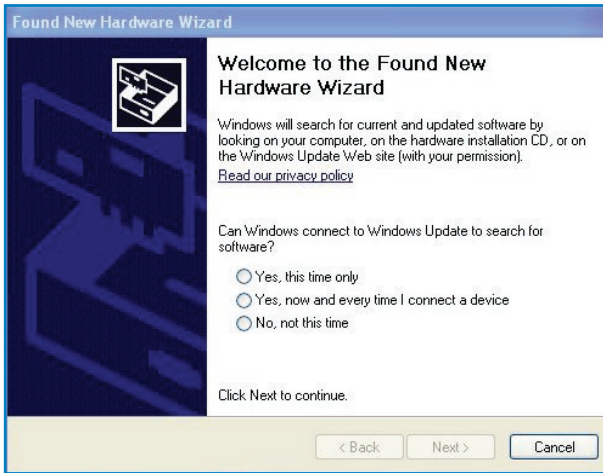 Found New Hardware Wizard
Welcome to the Found New
Hardware Wizard
Windows will search for current and updated software by
looking on your computer, on the hardware installation CD, or on
the Windows Update Web site (with your permission).
Read our privacy policy
Can Windows connect to Windows Update to search for
software?
Yes, this time only
Yes, now and every time I connect a device
No, not this time
Click Next to continue.
< Back Next > Cancel